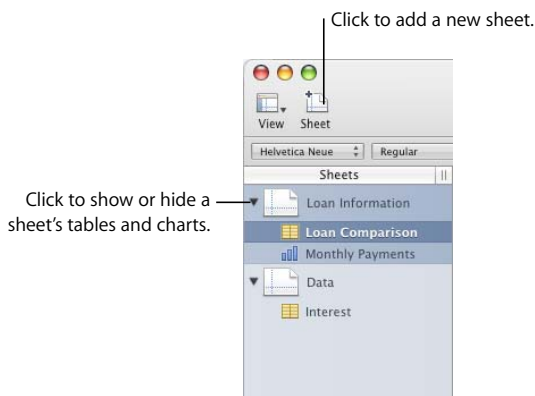 Click to add a new sheet.
View Sheet
Helvetica Neue Regular
Sheets
Click to show or hide a
sheet's tables and charts.
Loan Information
Loan Comparison
Monthly Payments
Data
Interest